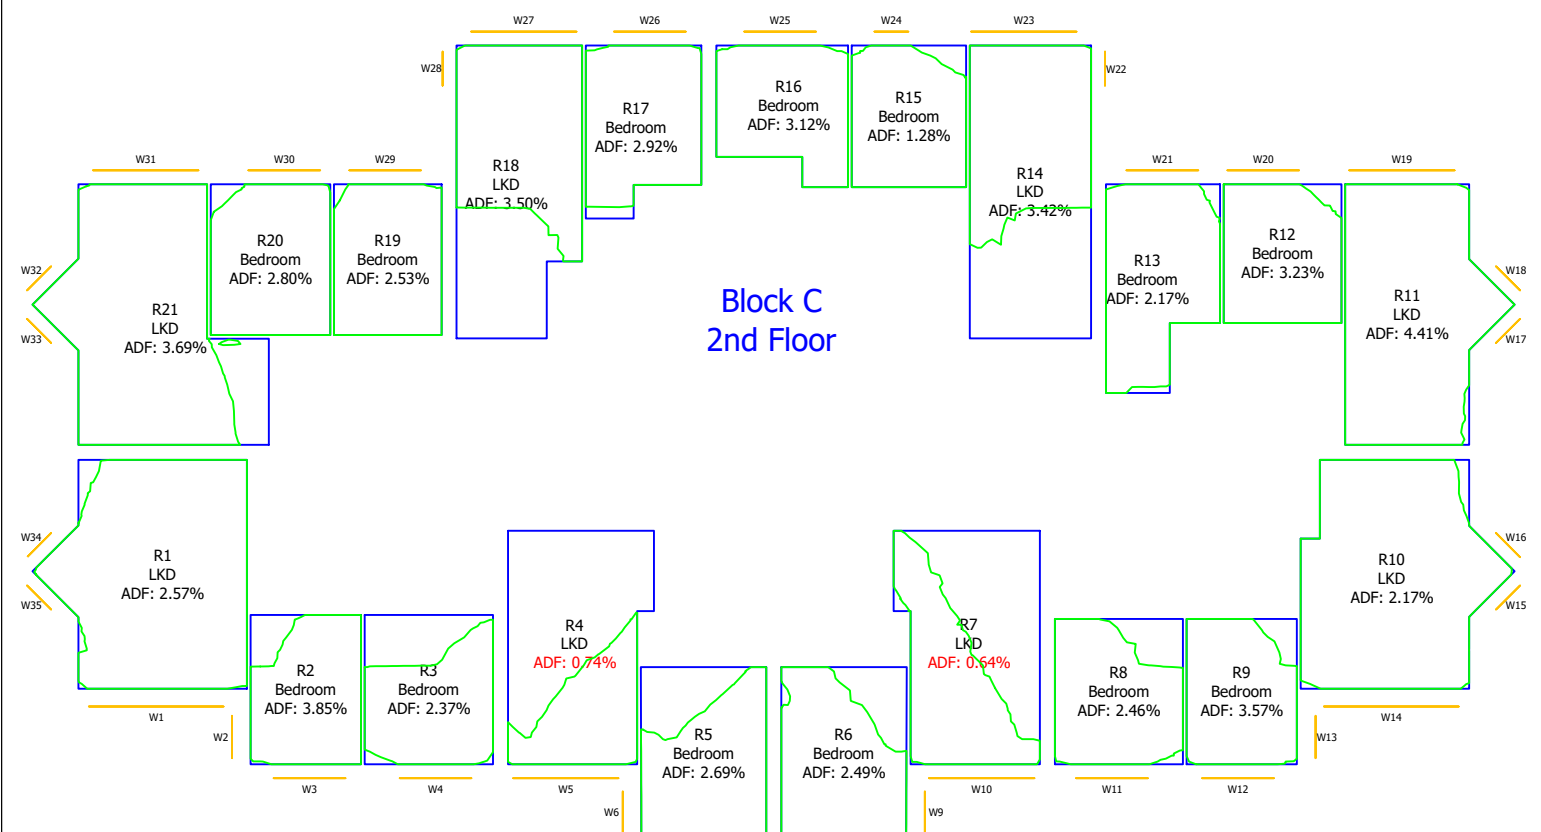 W27
W26
W25
W24
W23
W28
W22
R16
Bedroom
ADF: 3.12%
R15
Bedroom
ADF: 1.28%
R17
Bedroom
ADF: 2.92%
R18
LKD
ADF: 3.50%
R14
LKD
ADF: 3.42%
W31
W30
W29
W21
W20
W19
R20
Bedroom
ADF: 2.80%
R19
Bedroom
ADF: 2.53%
R13
Bedroom
ADF: 2.17%
R12
Bedroom
ADF: 3.23%
W32
W33
R21
LKD
ADF: 3.69%
Block C
2nd Floor
R11
LKD
ADF: 4.41%
W18
W17
W34
W35
R1
LKD
ADF: 2.57%
R4
LKD
ADF: 0.74%
R7
LKD
ADF: 0.64%
R10
LKD
ADF: 2.17%
W16
W15
R2
Bedroom
ADF: 3.85%
R3
Bedroom
ADF: 2.37%
R8
Bedroom
ADF: 2.46%
R9
Bedroom
ADF: 3.57%
W1
W2
W14
W13
R5
Bedroom
ADF: 2.69%
R6
Bedroom
ADF: 2.49%
W3
W4
W5
W6
W9
W10
W11
W12